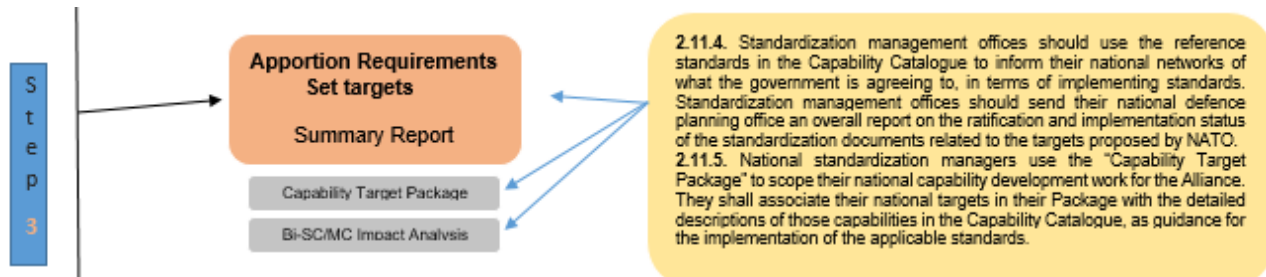 Step 3
Apportion Requirements
Set targets
Summary Report
Capability Target Package
Bi-SC/MC Impact Analysis
2.11.4. Standardization management offices should use the reference
standards in the Capability Catalogue to inform their national networks of
what the government is agreeing to, in terms of implementing standards.
Standardization management offices should send their national defence
planning office an overall report on the ratification and implementation status
of the standardization documents related to the targets proposed by NATO.
2.11.5. National standardization managers use the "Capability Target
Package" to scope their national capability development work for the Alliance.
They shall associate their national targets in their Package with the detailed
descriptions of those capabilities in the Capability Catalogue, as guidance for
the implementation of the applicable standards.